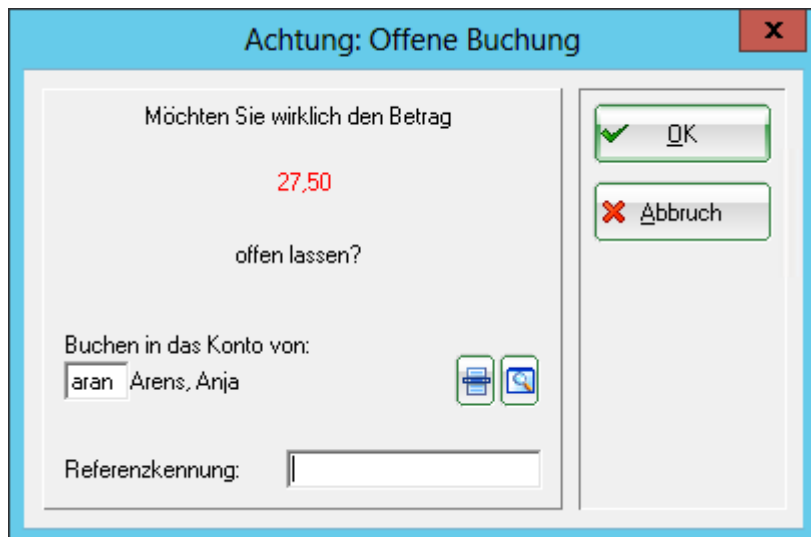 Achtung: Offene Buchung
x
Möchten Sie wirklich den Betrag
27,50
offen lassen?
Buchen in das Konto von:
aran Arens, Anja
Referenzkennung:
OK
Abbruch